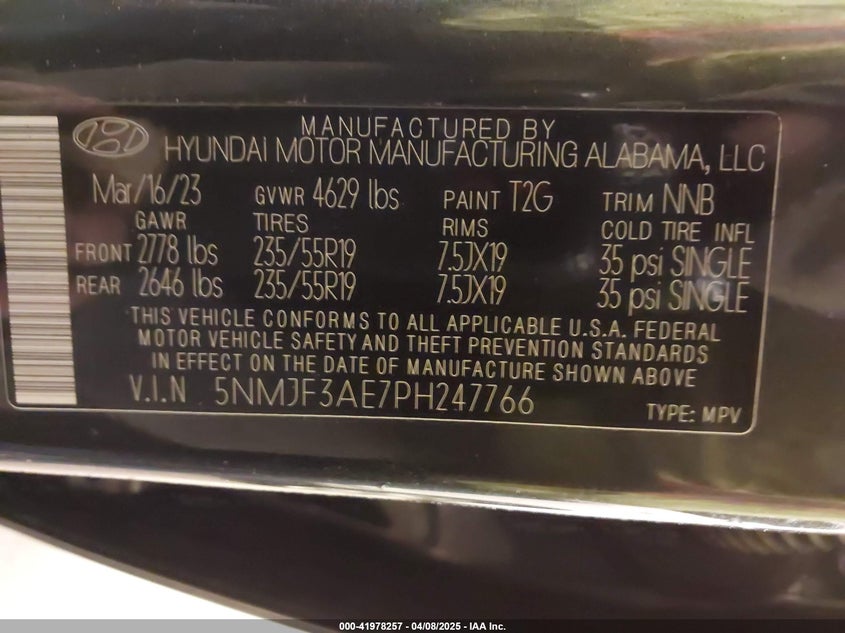 MANUFACTURED BY
HYUNDAI MOTOR MANUFACTURING ALABAMA, LLC
Mar/16/23 GVWR 4629 lbs PAINT T2G TRIM NNB
GAWR TIRES RIMS COLD TIRE INFL
FRONT 2778 lbs 235/55R19 7.5JX19 35 psi SINGLE
REAR 2646 lbs 235/55R19 7.5JX19 35 psi SINGLE
THIS VEHICLE CONFORMS TO ALL APPLICABLE U.S.A. FEDERAL
MOTOR VEHICLE SAFETY AND THEFT PREVENTION STANDARDS
IN EFFECT ON THE DATE OF MANUFACTURE SHOWN ABOVE
V.I.N 5NMJF3AE7PH247766 TYPE: MPV
000-41978257 - 04/08/2025 - IAA Inc.